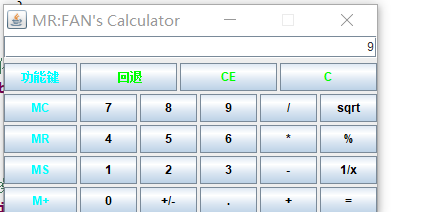 MR:FAN's Calculator
9
功能键 回退 CE C
MC 7 8 9 / sqrt
MR 4 5 6 * %
MS 1 2 3 - 1/x
M+ 0 +/- . + =